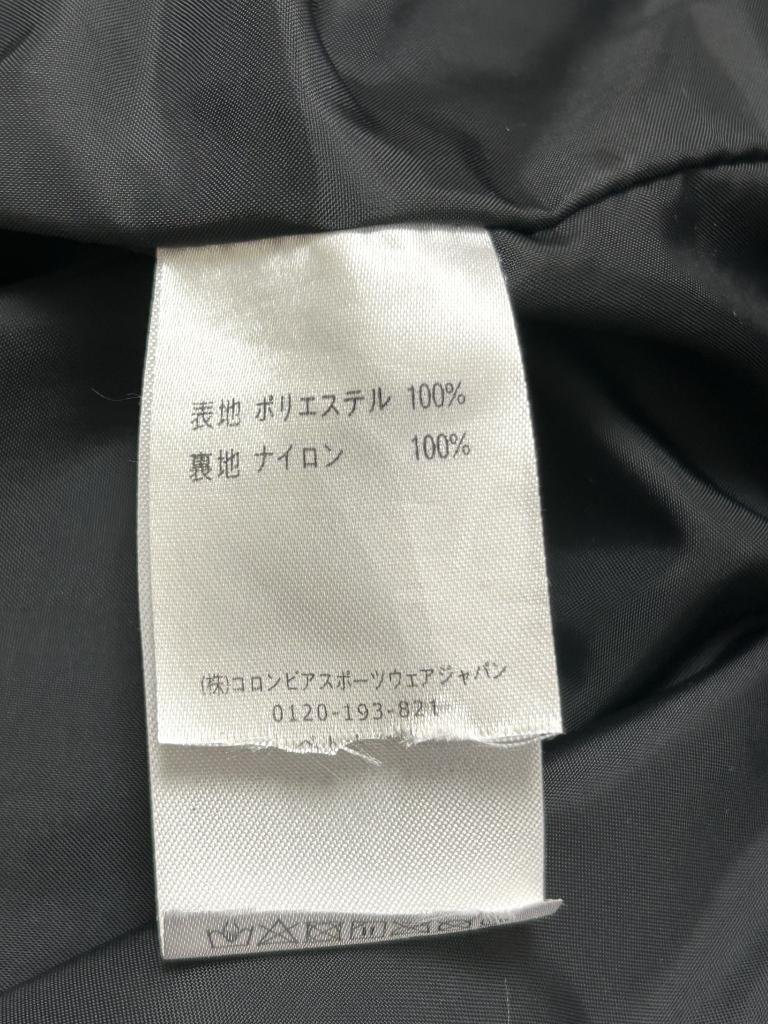 表地 ポリエステル 100%
裏地 ナイロン 100%
(株)コロンビアスポーツウェアジャパン
0120-193-821